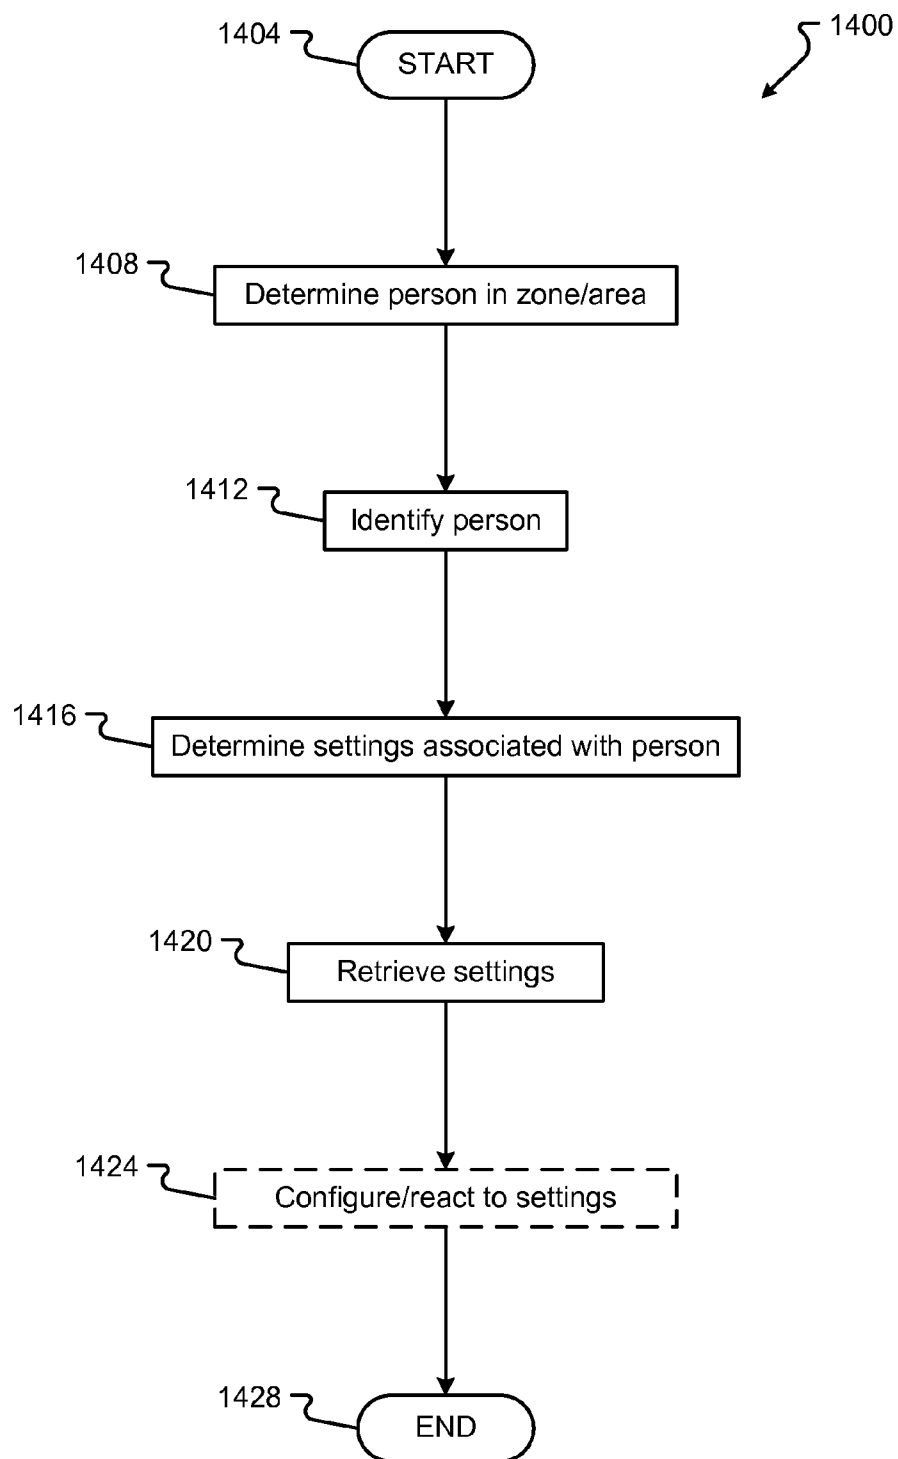 1400
1404
START
1408
Determine person in zone/area
1412
Identify person
1416
Determine settings associated with person
1420
Retrieve settings
1424
Configure/react to settings
1428
END